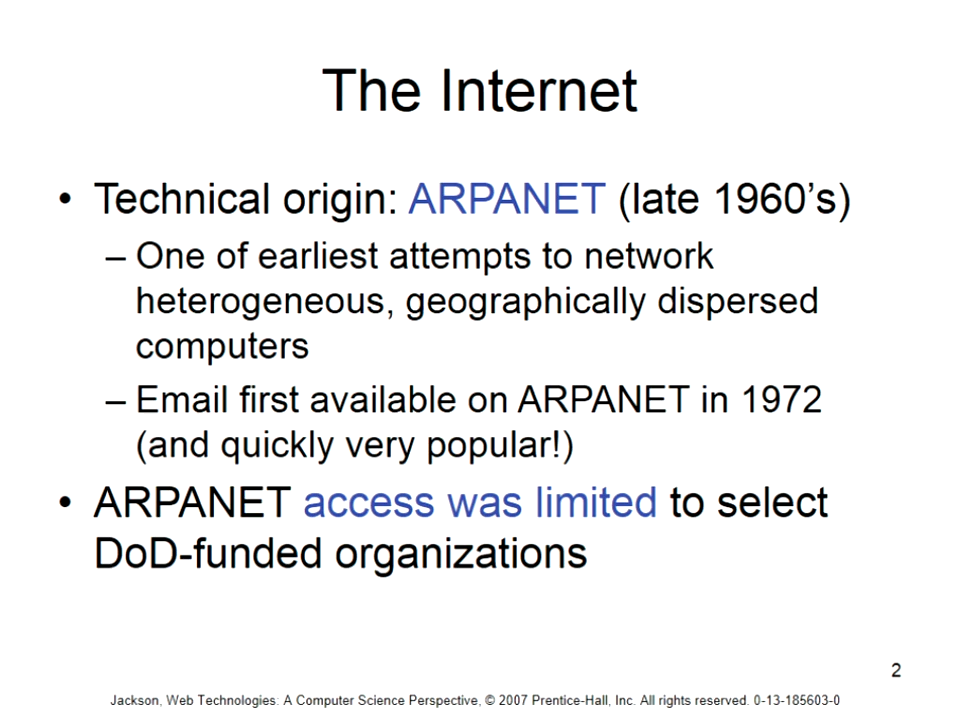 The Internet
• Technical origin: ARPANET (late 1960's)
– One of earliest attempts to network
heterogeneous, geographically dispersed
computers
– Email first available on ARPANET in 1972
(and quickly very popular!)
• ARPANET access was limited to select
DoD-funded organizations
2
Jackson, Web Technologies: A Computer Science Perspective, © 2007 Prentice-Hall, Inc. All rights reserved. 0-13-185603-0